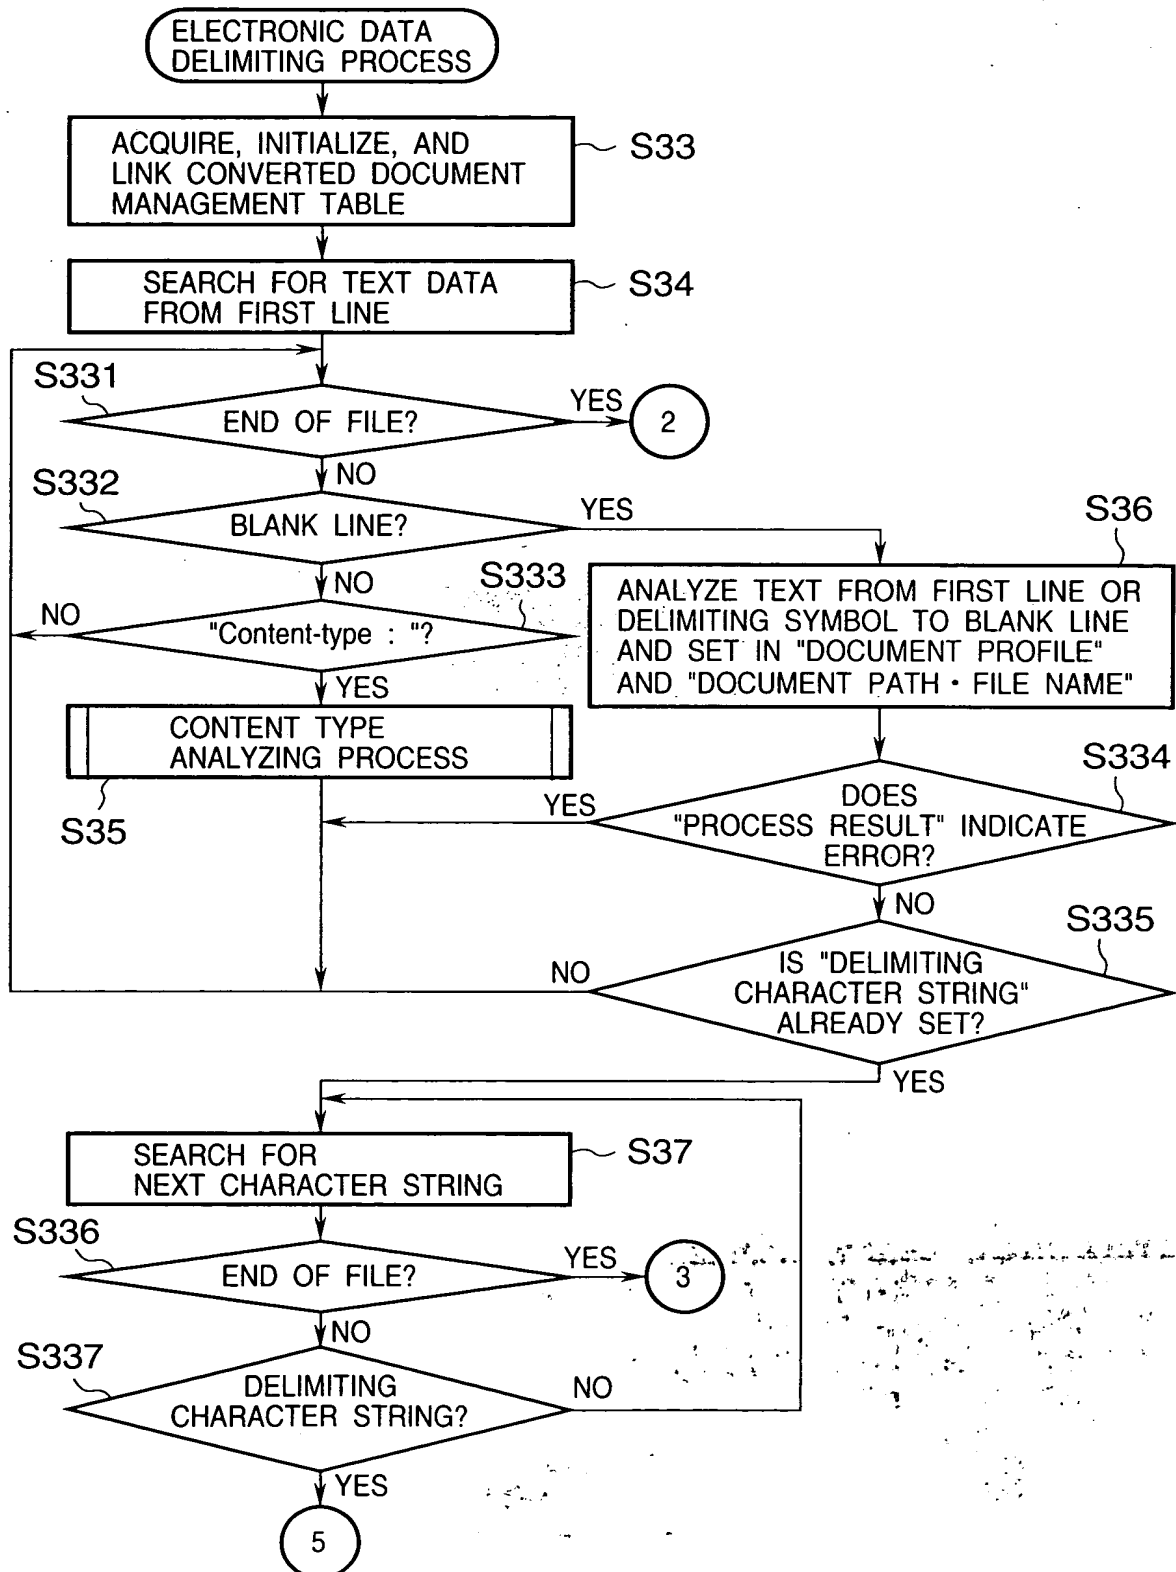 ELECTRONIC DATA
DELIMITING PROCESS
ACQUIRE, INITIALIZE, AND
LINK CONVERTED DOCUMENT
MANAGEMENT TABLE
S33
SEARCH FOR TEXT DATA
FROM FIRST LINE
S34
S331
END OF FILE?
YES
2
NO
S332
BLANK LINE?
YES
S36
NO
S333
ANALYZE TEXT FROM FIRST LINE OR
DELIMITING SYMBOL TO BLANK LINE
AND SET IN "DOCUMENT PROFILE"
AND "DOCUMENT PATH・FILE NAME"
NO
"Content-type : "?
YES
CONTENT TYPE
ANALYZING PROCESS
S35
S334
YES
DOES
"PROCESS RESULT" INDICATE
ERROR?
NO
S335
NO
IS "DELIMITING
CHARACTER STRING"
ALREADY SET?
YES
SEARCH FOR
NEXT CHARACTER STRING
S37
S336
END OF FILE?
YES
3
NO
S337
DELIMITING
CHARACTER STRING?
NO
YES
5